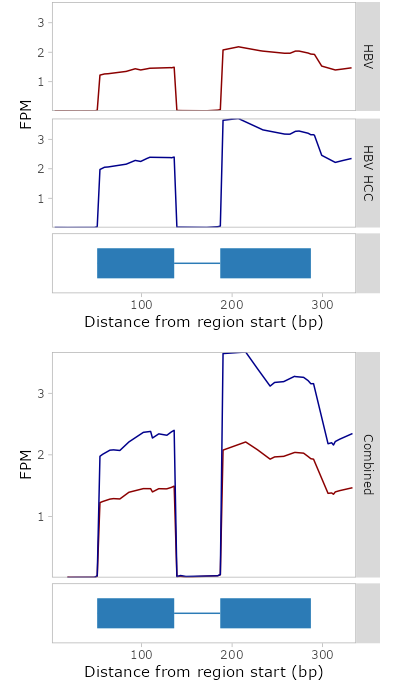 3
2
1
HBV
FPM
3
2
1
HBV HCC
100 200 300
Distance from region start (bp)
3
2
1
FPM
Combined
100 200 300
Distance from region start (bp)